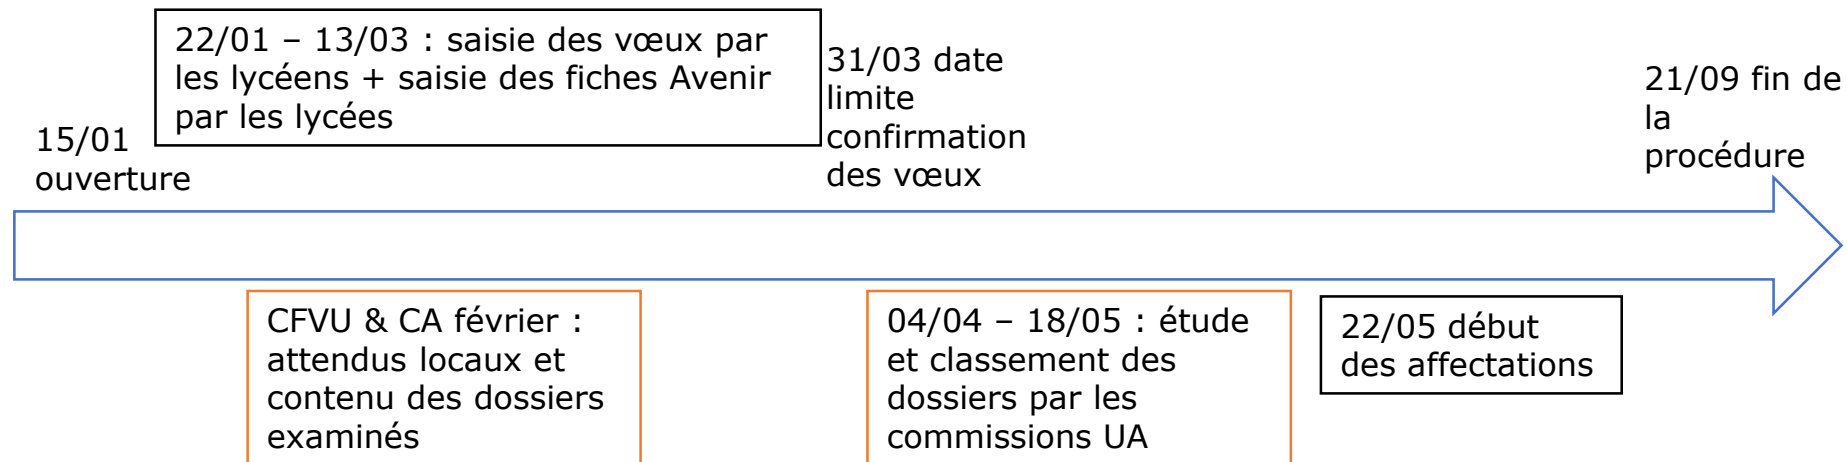 22/01 – 13/03 : saisie des vœux par
les lycéens + saisie des fiches Avenir
par les lycées
15/01
ouverture
31/03 date
limite
confirmation
des vœux
21/09 fin de
la
procédure
CFVU & CA février :
attendus locaux et
contenu des dossiers
examinés
04/04 – 18/05 : étude
et classement des
dossiers par les
commissions UA
22/05 début
des affectations